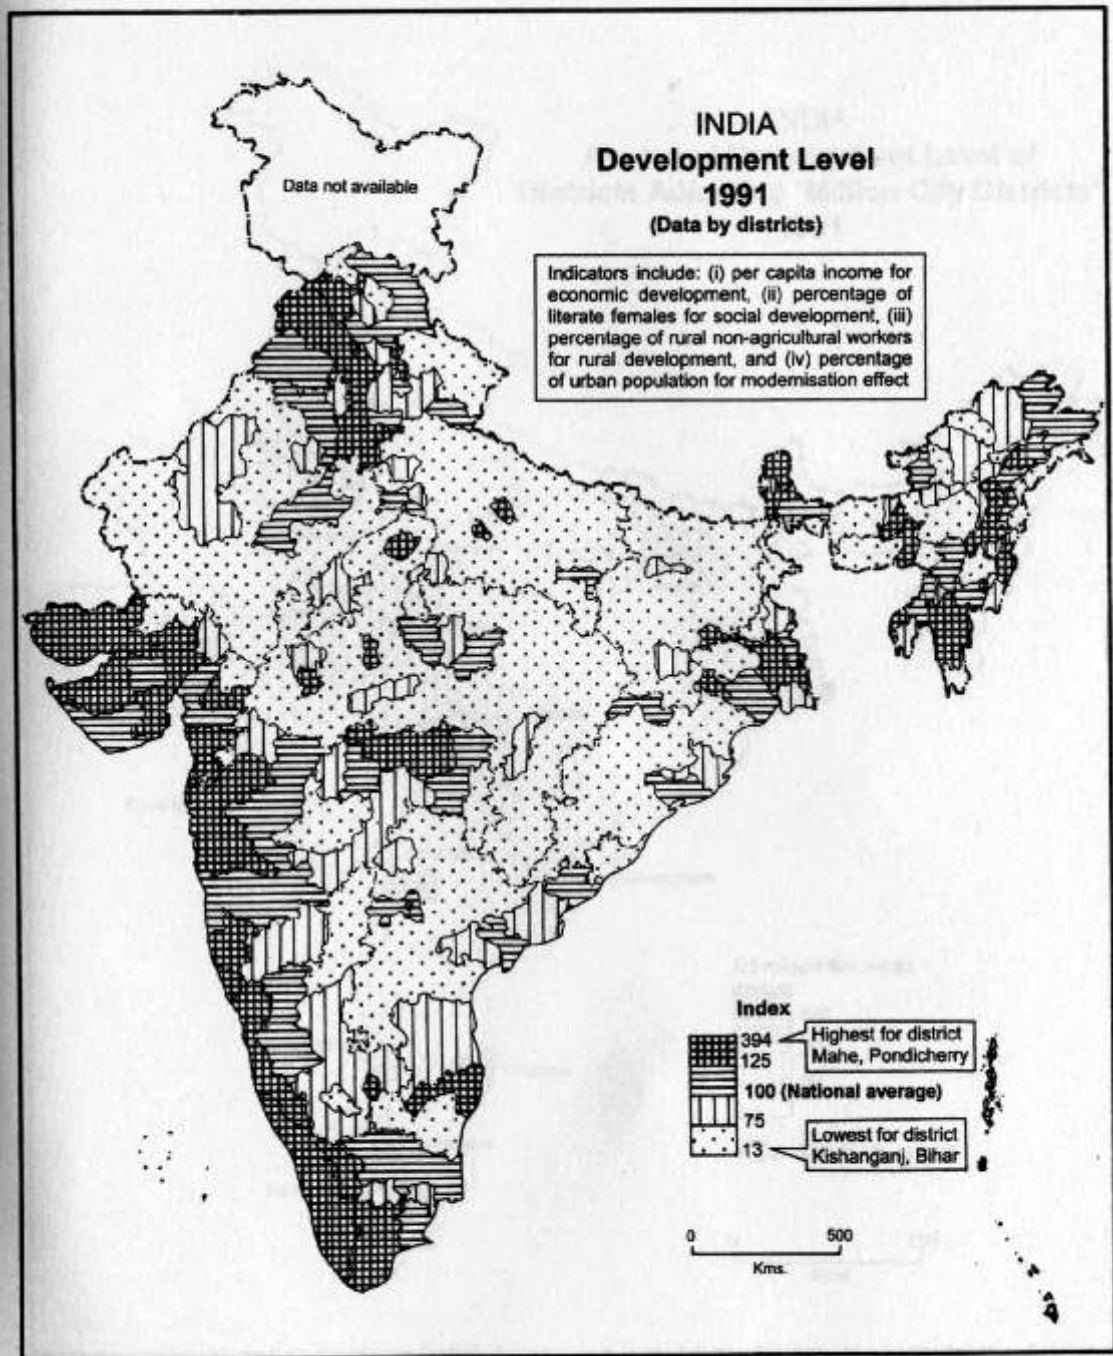 Data not available
INDIA
Development Level
1991
(Data by districts)
Indicators include: (i) per capita income for
economic development, (ii) percentage of
literate females for social development, (iii)
percentage of rural non-agricultural workers
for rural development, and (iv) percentage
of urban population for modernisation effect
Index
394
125
100 (National average)
75
13
Highest for district
Mahe, Pondicherry
Lowest for district
Kishanganj, Bihar
0 500
Kms.